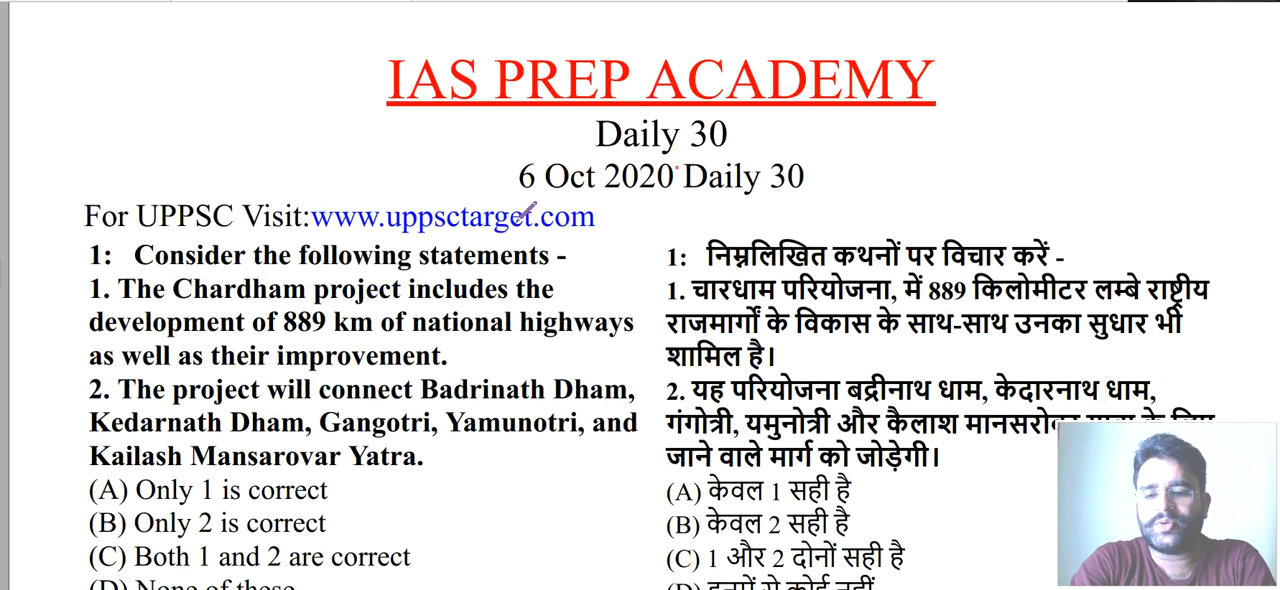 IAS PREP ACADEMY
Daily 30
6 Oct 2020 Daily 30
For UPPSC Visit:www.uppsctarget.com
1: Consider the following statements -
1. The Chardham project includes the
development of 889 km of national highways
as well as their improvement.
2. The project will connect Badrinath Dham,
Kedarnath Dham, Gangotri, Yamunotri, and
Kailash Mansarovar Yatra.
(A) Only 1 is correct
(B) Only 2 is correct
(C) Both 1 and 2 are correct
(D) None of these
1: निम्नलिखित कथनों पर विचार करें -
1. चारधाम परियोजना, में 889 किलोमीटर लम्बे राष्ट्रीय
राजमार्गों के विकास के साथ-साथ उनका सुधार भी
शामिल है।
2. यह परियोजना बद्रीनाथ धाम, केदारनाथ धाम,
गंगोत्री, यमुनोत्री और कैलाश
जाने वाले मार्ग को जोड़ेगी।
(A) केवल 1 सही है
(B) केवल 2 सही है
(C) 1 और 2 दोनों सही है
(D) इनमें से कोई नहीं